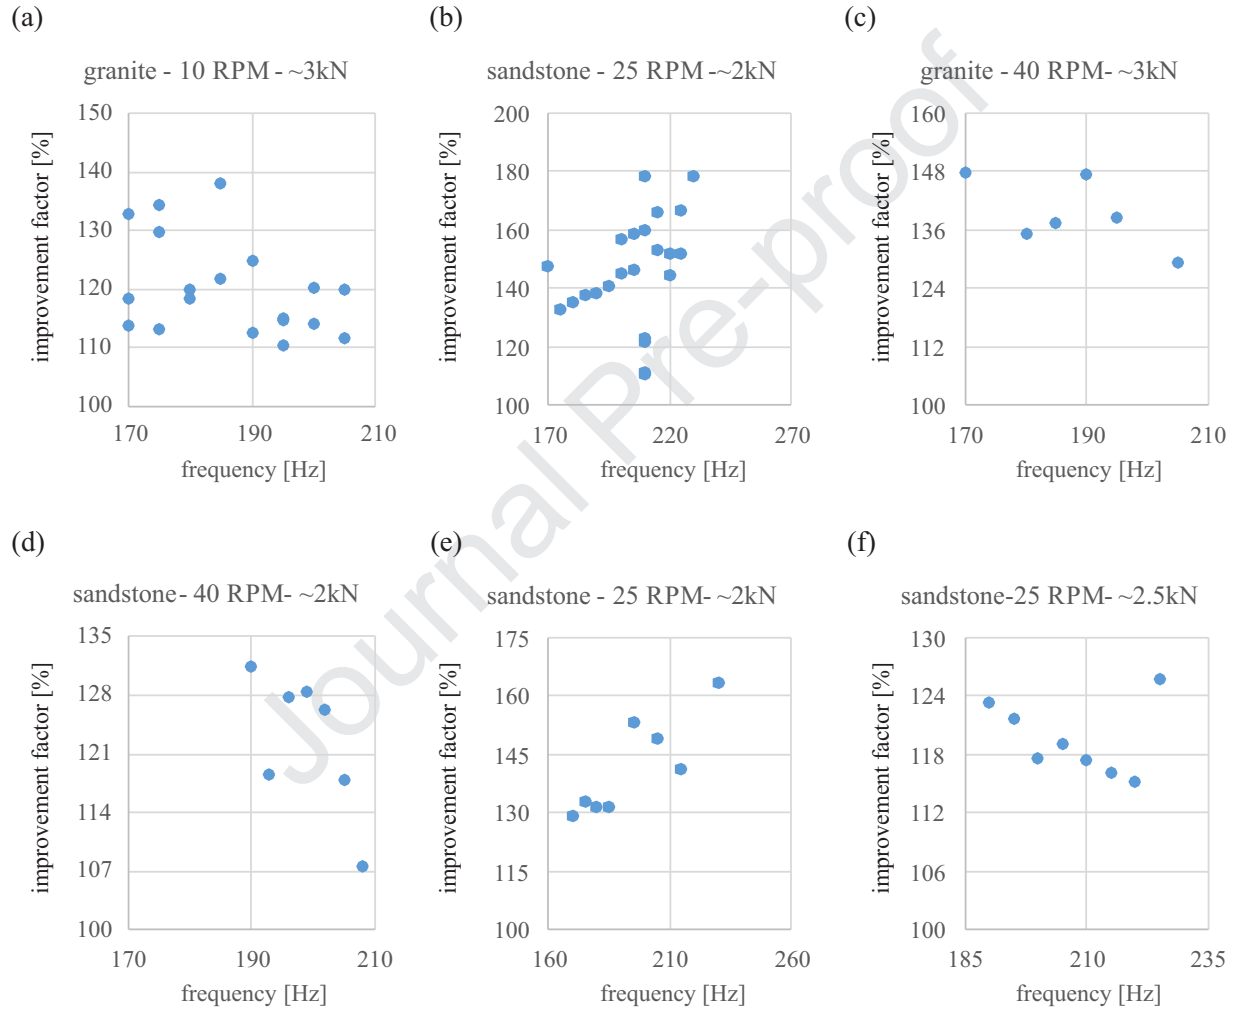 (a)
granite - 10 RPM - ~3kN
improvement factor [%]
150
140
130
120
110
100
170 190 210
frequency [Hz]
(b)
sandstone - 25 RPM -~2kN
improvement factor [%]
200
180
160
140
120
100
170 220 270
frequency [Hz]
(c)
granite - 40 RPM- ~3kN
improvement factor [%]
160
148
136
124
112
100
170 190 210
frequency [Hz]
(d)
sandstone- 40 RPM- ~2kN
improvement factor [%]
135
128
121
114
107
100
170 190 210
frequency [Hz]
(e)
sandstone - 25 RPM- ~2kN
improvement factor [%]
175
160
145
130
115
100
160 210 260
frequency [Hz]
(f)
sandstone-25 RPM- ~2.5kN
improvement factor [%]
130
124
118
112
106
100
185 210 235
frequency [Hz]
Journal Pre-proof